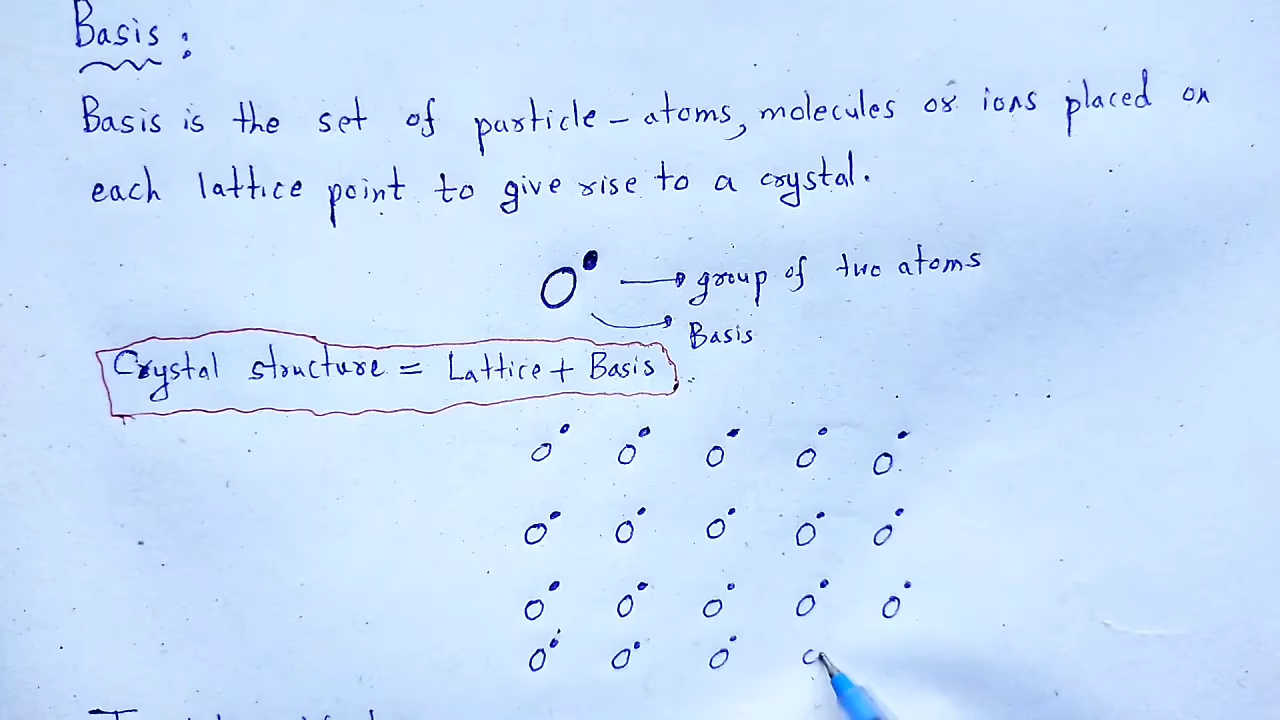 Basis :
Basis is the set of particle - atoms, molecules or ions placed on
each lattice point to give rise to a crystal.
group of two atoms
Basis
Crystal structure = Lattice + Basis